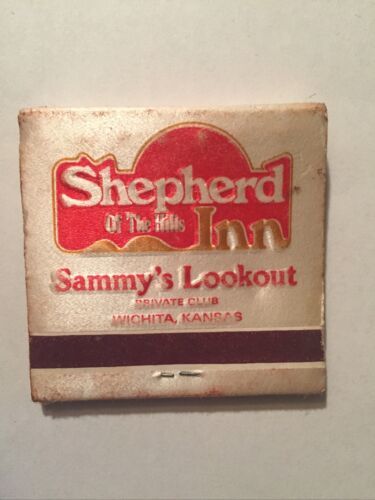 Shepherd
Of The Hills
Inn
Sammy's Lookout
PRIVATE CLUB
WICHITA, KANSAS